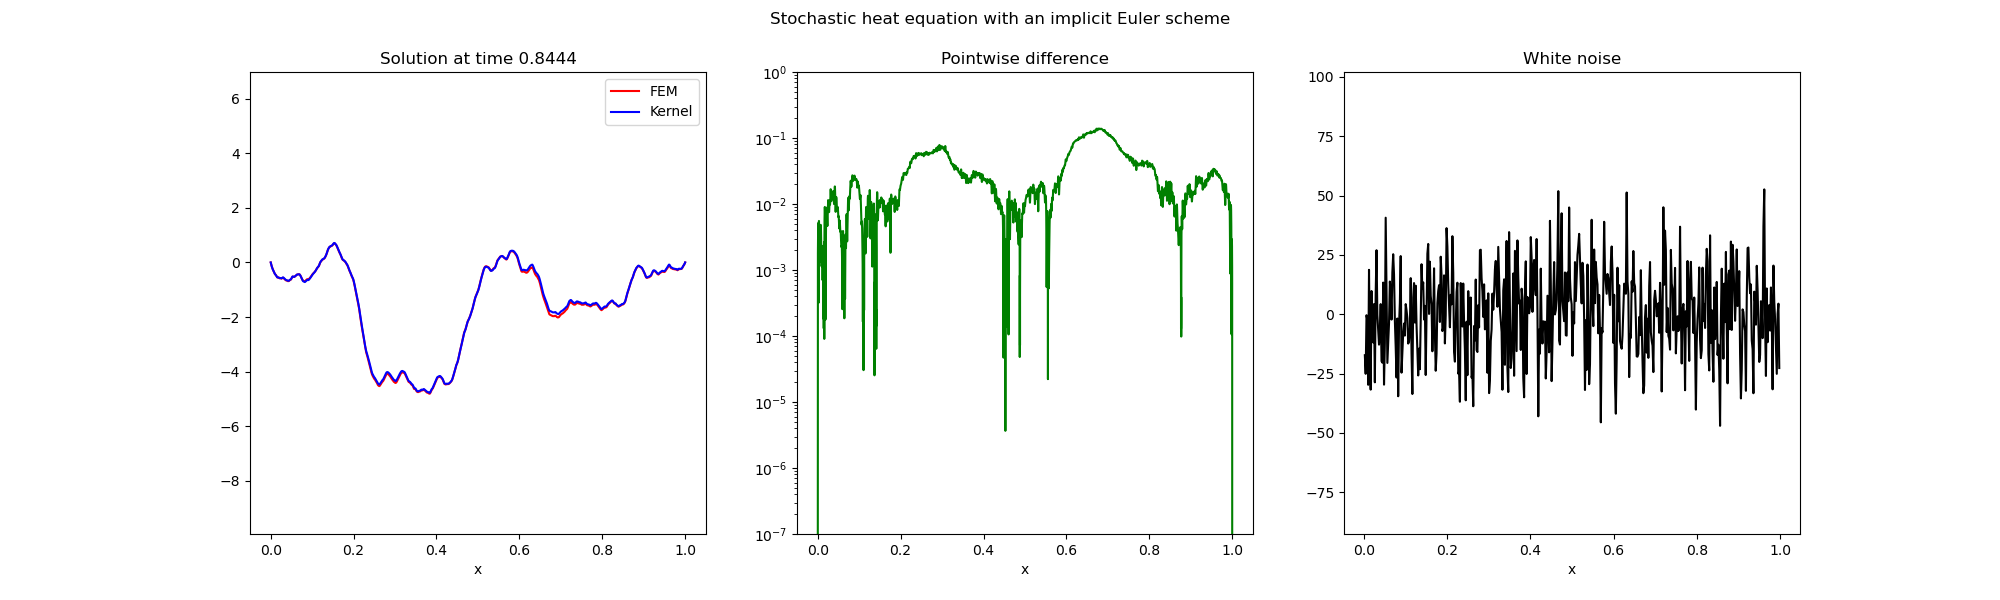 Stochastic heat equation with an implicit Euler scheme
Solution at time 0.8444
6
4
2
0
−2
−4
−6
−8
0.0 0.2 0.4 0.6 0.8 1.0
x
FEM
Kernel
Pointwise difference
10^0
10^−1
10^−2
10^−3
10^−4
10^−5
10^−6
10^−7
0.0 0.2 0.4 0.6 0.8 1.0
x
White noise
100
75
50
25
0
−25
−50
−75
0.0 0.2 0.4 0.6 0.8 1.0
x